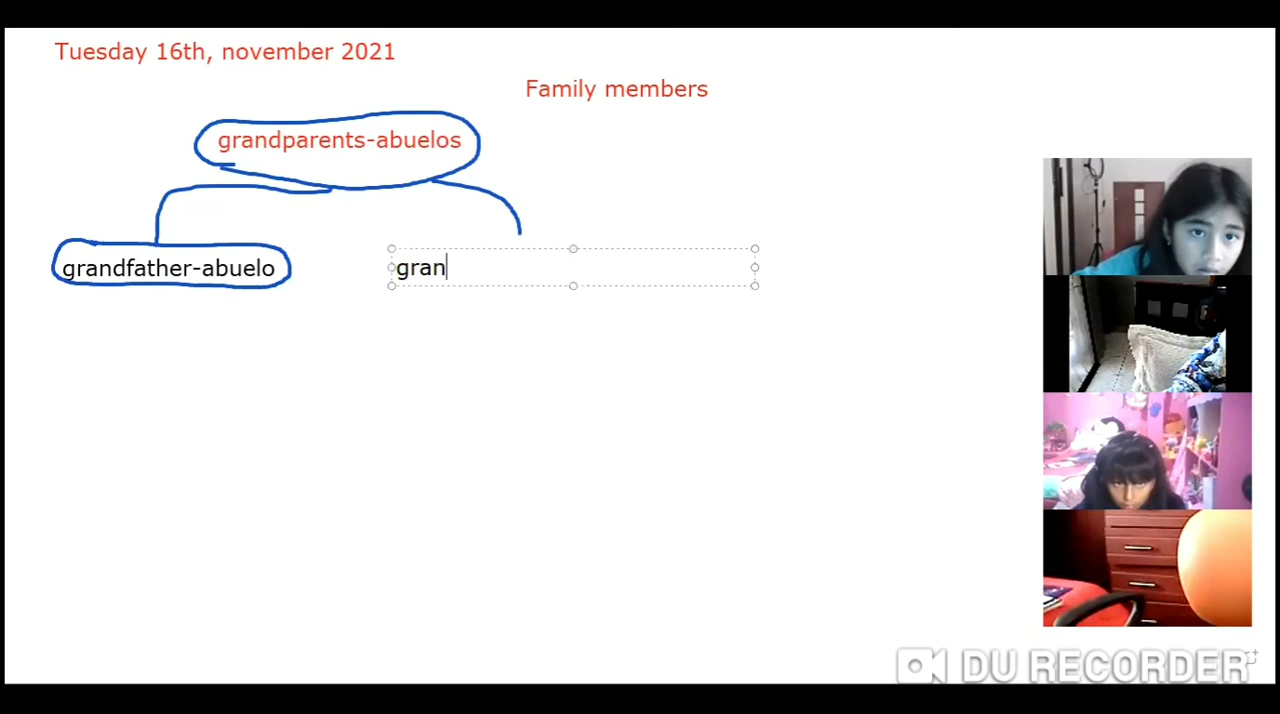 Tuesday 16th, november 2021
Family members
grandparents-abuelos
grandfather-abuelo
gran
DU RECORDER